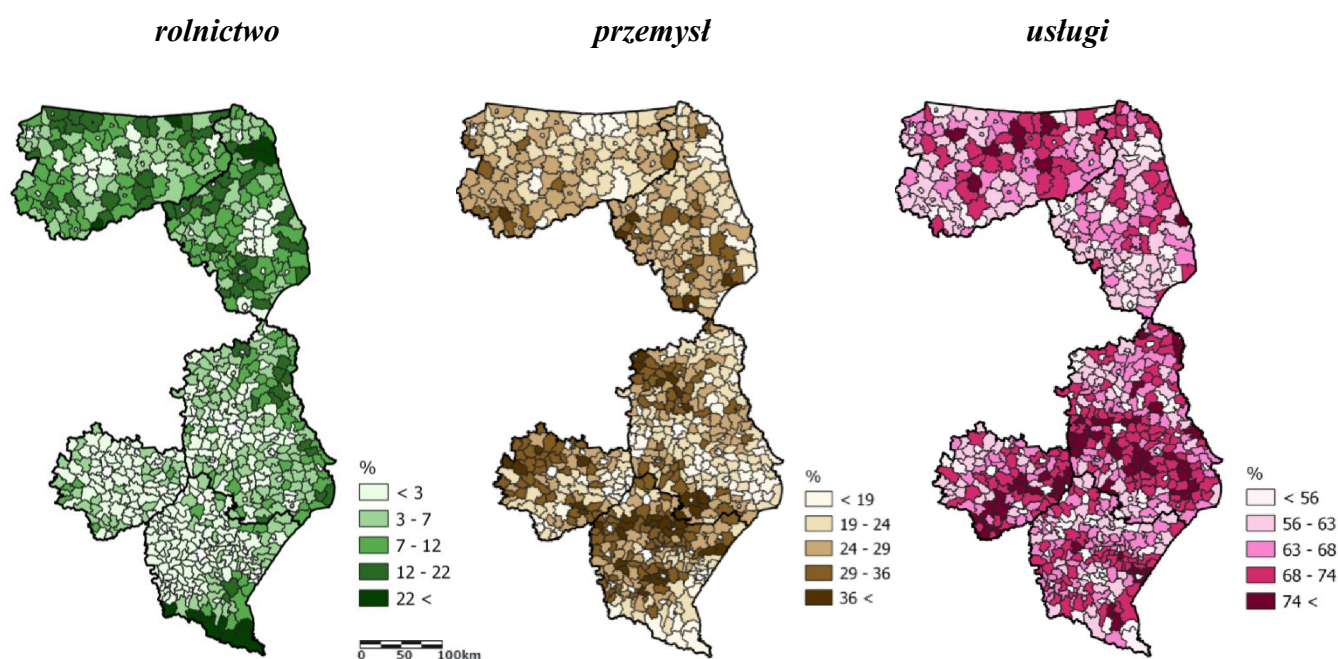 rolnictwo
przemysł
usługi
%
< 3
3 - 7
7 - 12
12 - 22
22 <
0 50 100km
%
< 19
19 - 24
24 - 29
29 - 36
36 <
%
< 56
56 - 63
63 - 68
68 - 74
74 <